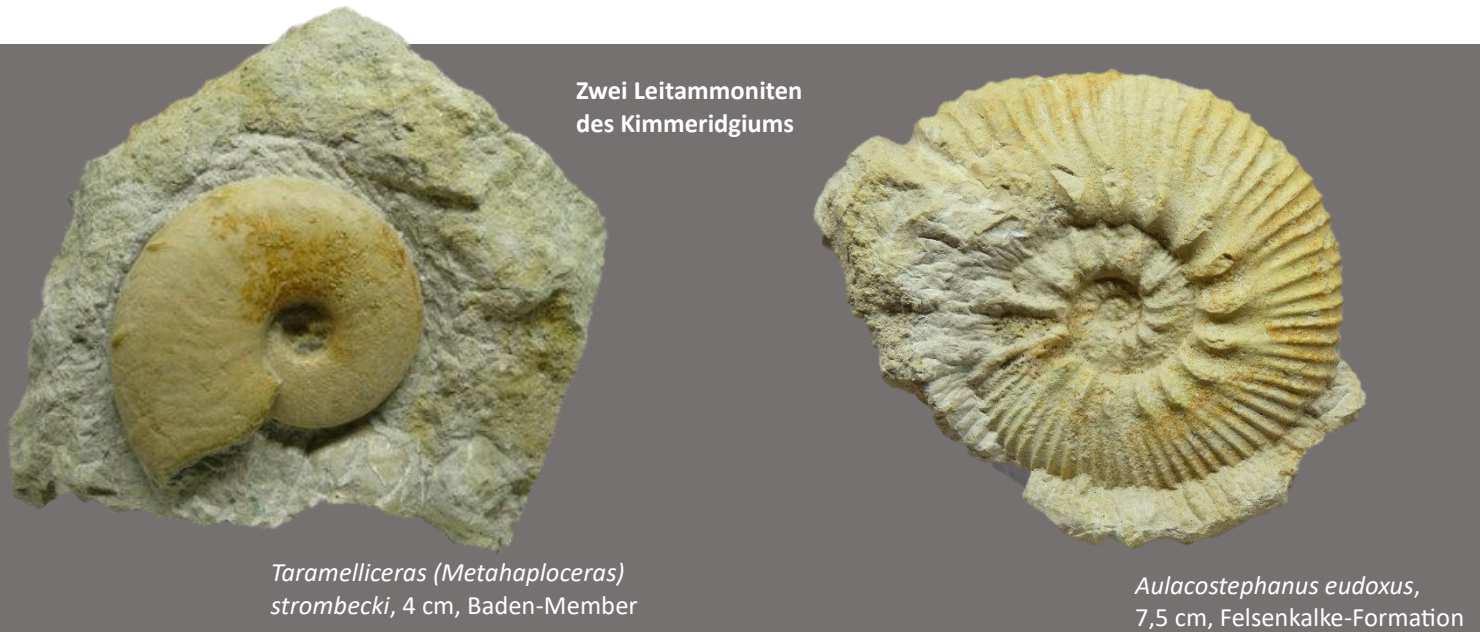 Zwei Leitammoniten
des Kimmeridgiums
Taramelliceras (Metahaploceras)
strombecki, 4 cm, Baden-Member
Aulacostephanus eudoxus,
7,5 cm, Felsenkalke-Formation